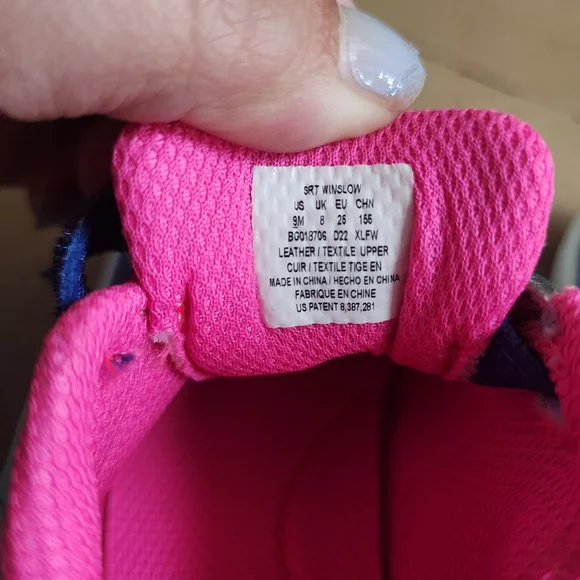 SRT WINSLOW
US UK EU CHN
9M 8 25 155
BG018706 D22 XLFW
LEATHER / TEXTILE UPPER
CUIR / TEXTILE TIGE EN
MADE IN CHINA / HECHO EN CHINA
FABRIQUE EN CHINE
US PATENT 8,387,281